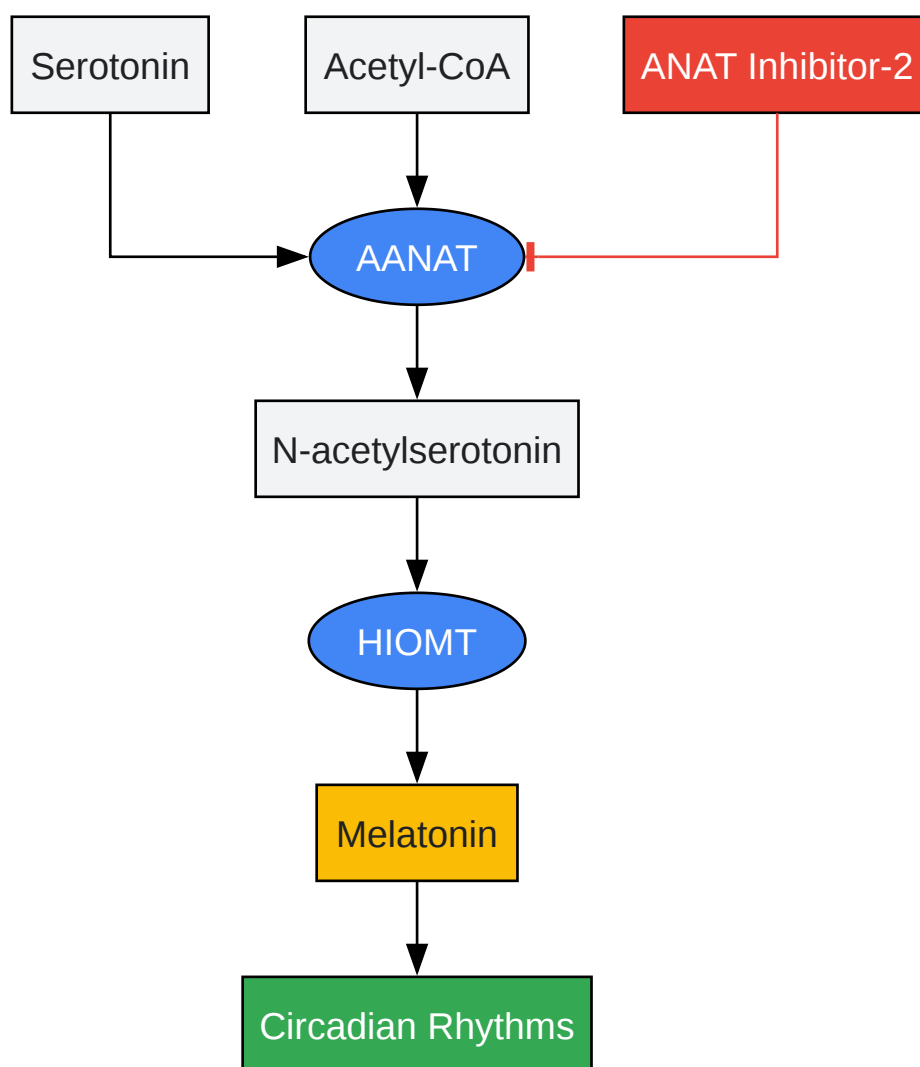 Serotonin
Acetyl-CoA
ANAT Inhibitor-2
AANAT
N-acetylserotonin
HIOMT
Melatonin
Circadian Rhythms